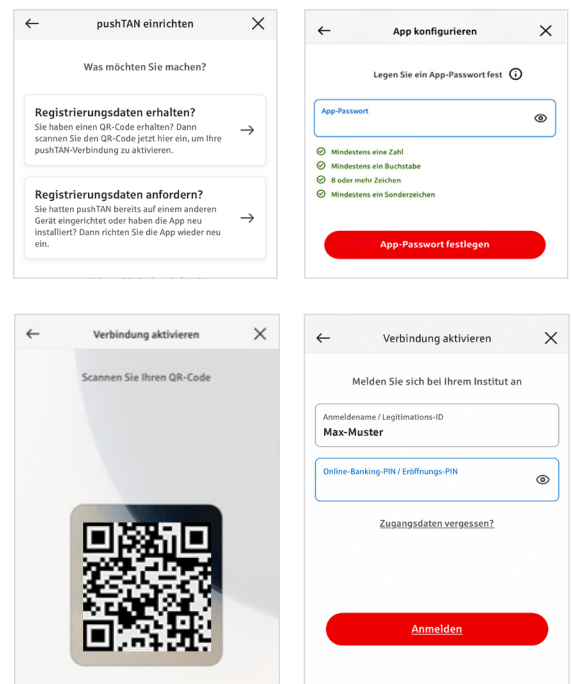 pushTAN einrichten
Was möchten Sie machen?
Registrierungsdaten erhalten?
Sie haben einen QR-Code erhalten? Dann
scannen Sie den QR-Code jetzt hier ein, um Ihre
pushTAN-Verbindung zu aktivieren.
Registrierungsdaten anfordern?
Sie hatten pushTAN bereits auf einem anderen
Gerät eingerichtet oder haben die App neu
installiert? Dann richten Sie die App wieder neu
ein.
App konfigurieren
Legen Sie ein App-Passwort fest
App-Passwort
Mindestens eine Zahl
Mindestens ein Buchstabe
8 oder mehr Zeichen
Mindestens ein Sonderzeichen
App-Passwort festlegen
Verbindung aktivieren
Scannen Sie Ihren QR-Code
Verbindung aktivieren
Melden Sie sich bei Ihrem Institut an
Anmeldename / Legitimations-ID
Max-Muster
Online-Banking-PIN / Eröffnungs-PIN
Zugangsdaten vergessen?
Anmelden